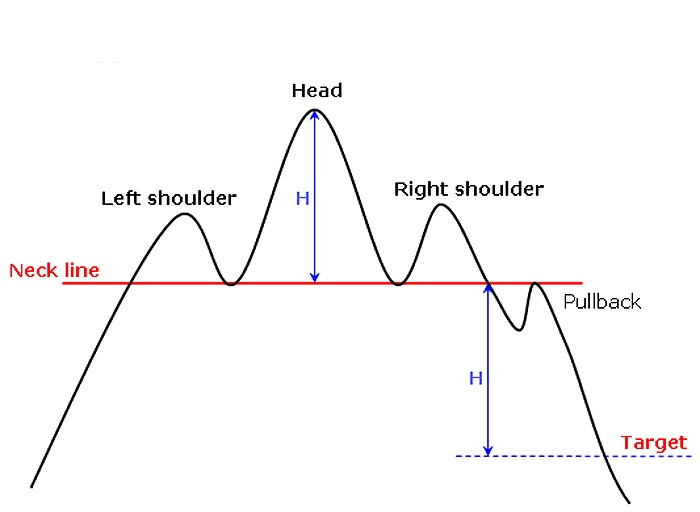 Head
Left shoulder
H
Right shoulder
Neck line
Pullback
H
Target